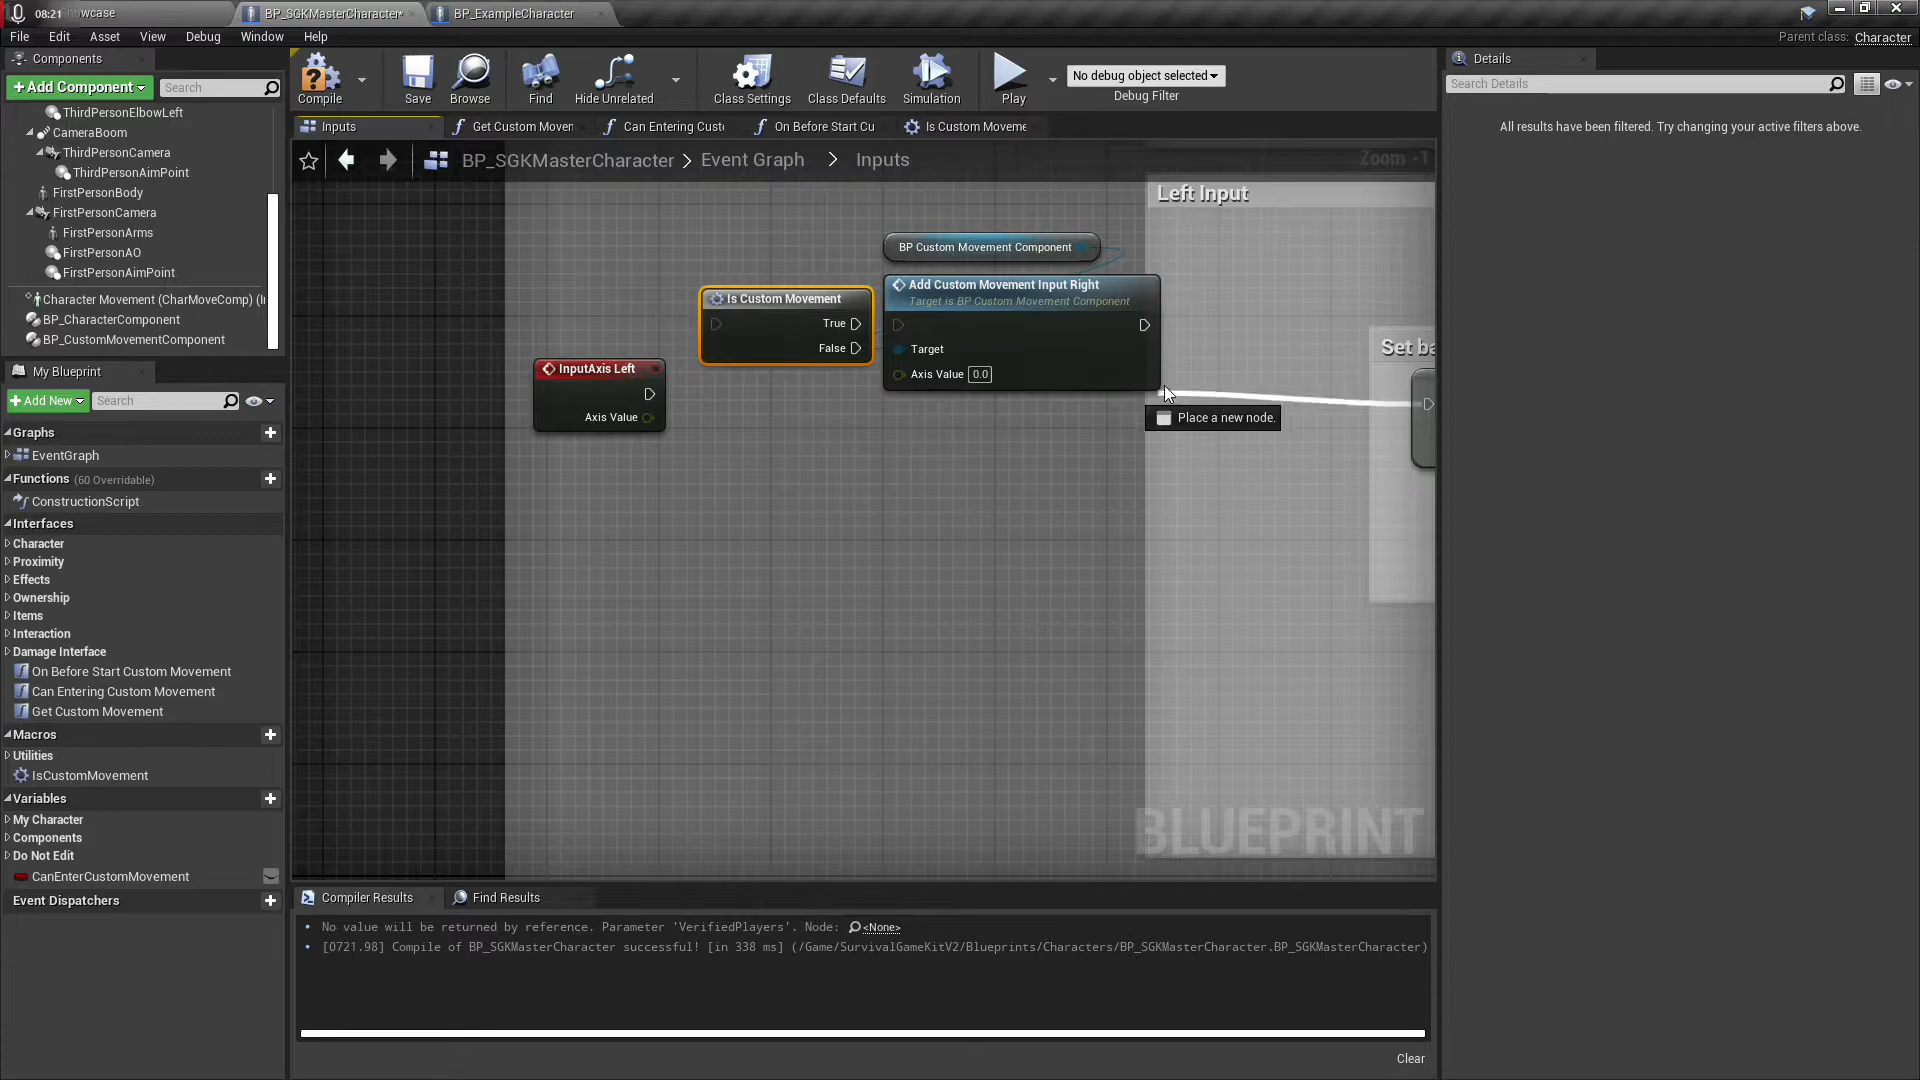 08:21 howcase
BP_SGKMasterCharacter*
BP_ExampleCharacter
File Edit Asset View Debug Window Help
Parent class: Character
Components
+Add Component
Search
ThirdPersonElbowLeft
CameraBoom
ThirdPersonCamera
ThirdPersonAimPoint
FirstPersonBody
FirstPersonCamera
FirstPersonArms
FirstPersonAO
FirstPersonAimPoint
Character Movement (CharMoveComp) (I
BP_CharacterComponent
BP_CustomMovementComponent
My Blueprint
+Add New
Search
Graphs
EventGraph
Functions (60 Overridable)
ConstructionScript
Interfaces
Character
Proximity
Effects
Ownership
Items
Interaction
Damage Interface
On Before Start Custom Movement
Can Entering Custom Movement
Get Custom Movement
Macros
Utilities
IsCustomMovement
Variables
My Character
Components
Do Not Edit
CanEnterCustomMovement
Event Dispatchers
Compile
Save
Browse
Find
Hide Unrelated
Class Settings
Class Defaults
Simulation
Play
No debug object selected
Debug Filter
Inputs
Get Custom Movem
Can Entering Custo
On Before Start Cu
Is Custom Moveme
BP_SGKMasterCharacter > Event Graph > Inputs
Zoom -1
Left Input
BP Custom Movement Component
Is Custom Movement
True
False
Add Custom Movement Input Right
Target is BP Custom Movement Component
Target
Axis Value 0.0
InputAxis Left
Axis Value
Set ba
Place a new node.
BLUEPRINT
Compiler Results
Find Results
No value will be returned by reference. Parameter 'VerifiedPlayers'. Node: <None>
[0721.98] Compile of BP_SGKMasterCharacter successful! [in 338 ms] (/Game/SurvivalGameKitV2/Blueprints/Characters/BP_SGKMasterCharacter.BP_SGKMasterCharacter)
Clear
Details
Search Details
All results have been filtered. Try changing your active filters above.